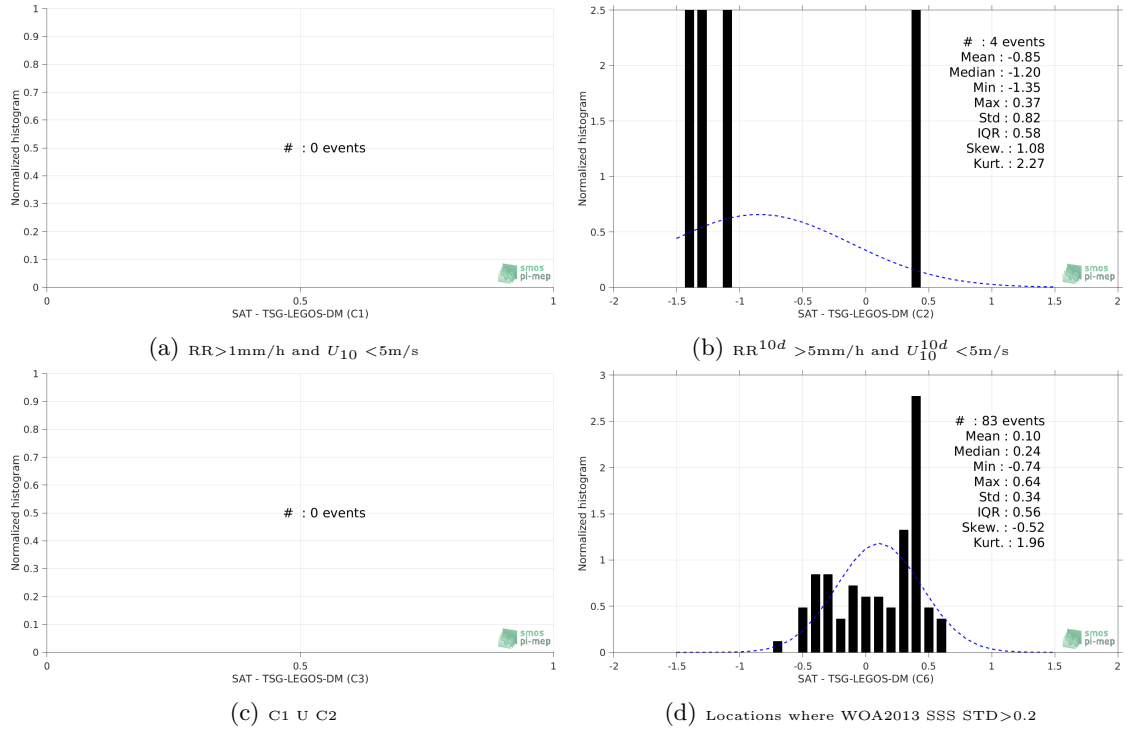 1
0.9
0.8
0.7
0.6
0.5
0.4
0.3
0.2
0.1
0
Normalized histogram
# : 0 events
smos
pi-mep
0 0.5 1
SAT - TSG-LEGOS-DM (C1)
(a) RR>1mm/h and U10 <5m/s
2.5
2
1.5
1
0.5
0
Normalized histogram
# : 4 events
Mean : -0.85
Median : -1.20
Min : -1.35
Max : 0.37
Std : 0.82
IQR : 0.58
Skew. : 1.08
Kurt. : 2.27
smos
pi-mep
-2 -1.5 -1 -0.5 0 0.5 1 1.5 2
SAT - TSG-LEGOS-DM (C2)
(b) RR10d >5mm/h and U10d10 <5m/s
1
0.9
0.8
0.7
0.6
0.5
0.4
0.3
0.2
0.1
0
Normalized histogram
# : 0 events
smos
pi-mep
0 0.5 1
SAT - TSG-LEGOS-DM (C3)
(c) C1 U C2
3
2.5
2
1.5
1
0.5
0
Normalized histogram
# : 83 events
Mean : 0.10
Median : 0.24
Min : -0.74
Max : 0.64
Std : 0.34
IQR : 0.56
Skew. : -0.52
Kurt. : 1.96
smos
pi-mep
-2 -1.5 -1 -0.5 0 0.5 1 1.5 2
SAT - TSG-LEGOS-DM (C6)
(d) Locations where WOA2013 SSS STD>0.2